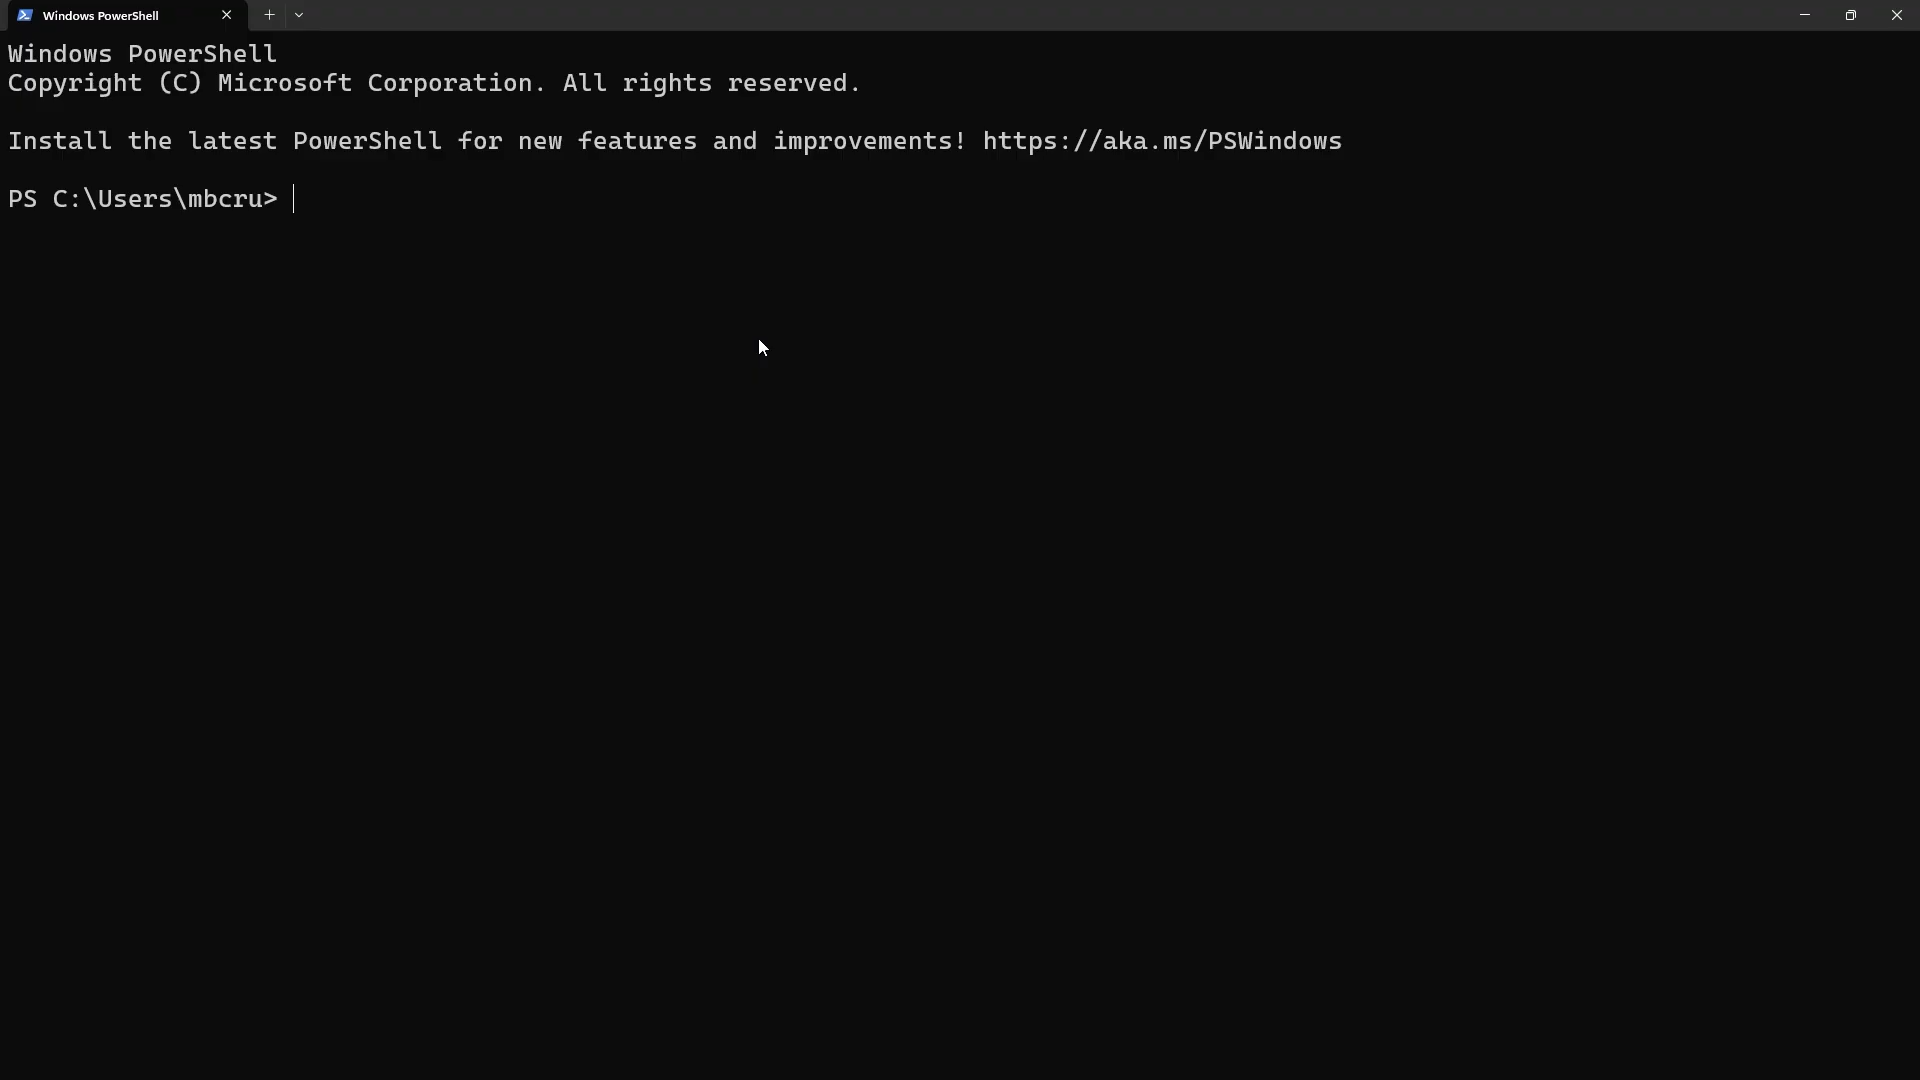 Windows PowerShell
Windows PowerShell
Copyright (C) Microsoft Corporation. All rights reserved.
Install the latest PowerShell for new features and improvements! https://aka.ms/PSWindows
PS C:\Users\mbcru>